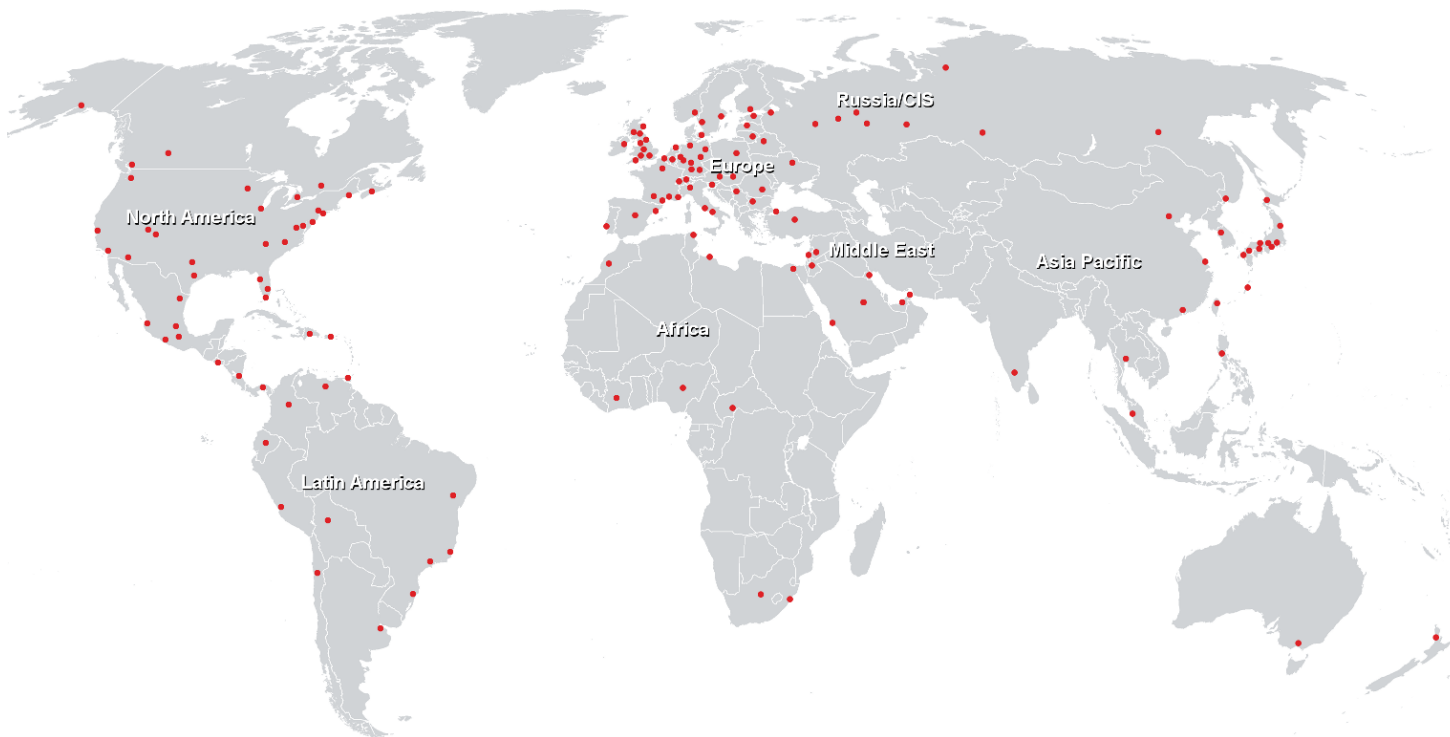 Russia/CIS
Europe
North America
Middle East
Asia Pacific
Africa
Latin America